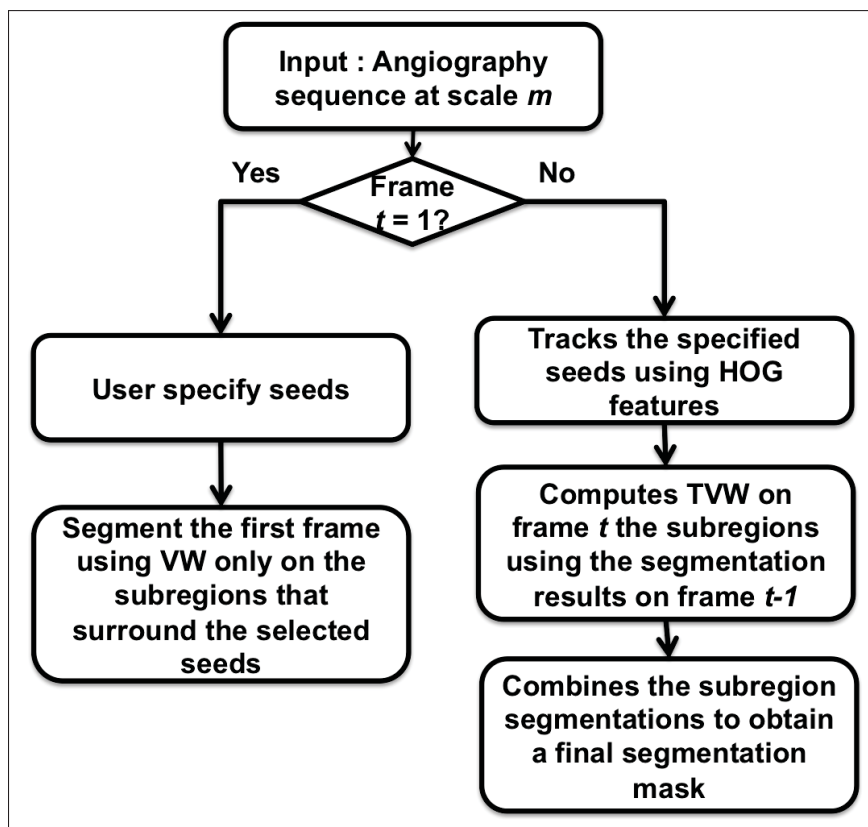 Input : Angiography
sequence at scale m
Yes
No
Frame
t = 1?
User specify seeds
Segment the first frame
using VW only on the
subregions that
surround the selected
seeds
Tracks the specified
seeds using HOG
features
Computes TVW on
frame t the subregions
using the segmentation
results on frame t-1
Combines the subregion
segmentations to obtain
a final segmentation
mask